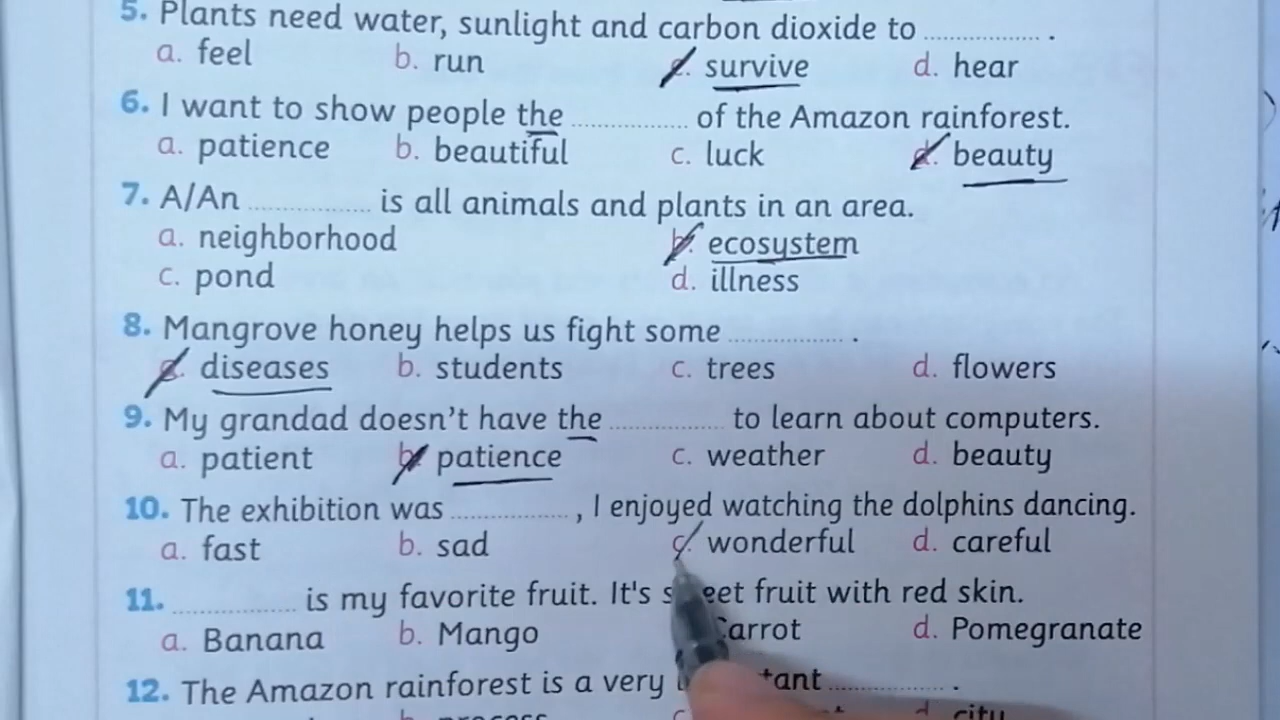 5. Plants need water, sunlight and carbon dioxide to .................. .
a. feel b. run c. survive d. hear
6. I want to show people the .................. of the Amazon rainforest.
a. patience b. beautiful c. luck d. beauty
7. A/An .................. is all animals and plants in an area.
a. neighborhood b. ecosystem
c. pond d. illness
8. Mangrove honey helps us fight some .................. .
a. diseases b. students c. trees d. flowers
9. My grandad doesn't have the .................. to learn about computers.
a. patient b. patience c. weather d. beauty
10. The exhibition was .................. , I enjoyed watching the dolphins dancing.
a. fast b. sad c. wonderful d. careful
11. .................. is my favorite fruit. It's sweet fruit with red skin.
a. Banana b. Mango Carrot d. Pomegranate
12. The Amazon rainforest is a very .................. .
b. process c. d. city